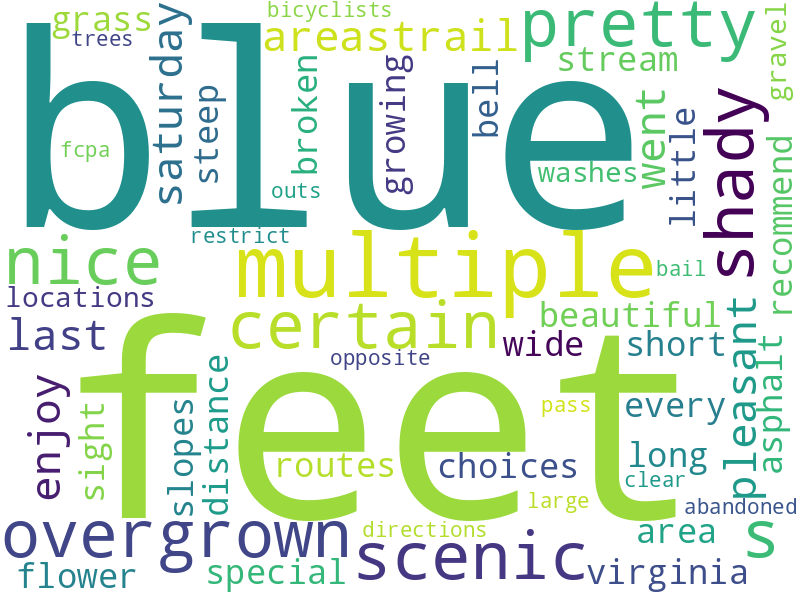 bicyclists
grass
trees
saturday
areastrail
pretty
gravel
blue
stream
broken
growing
bell
steep
went
little
shady
fcpa
washes
outs
recommend
restrict
nice
multiple
bail
locations
certain
beautiful
pleasant
last
opposite
wide
short
asphalt
feet
enjoy
sight
slopes
distance
pass
every
routes
choices
long
clear
large
abandoned
overgrown
directions
area
s
flower
special
scenic
virginia